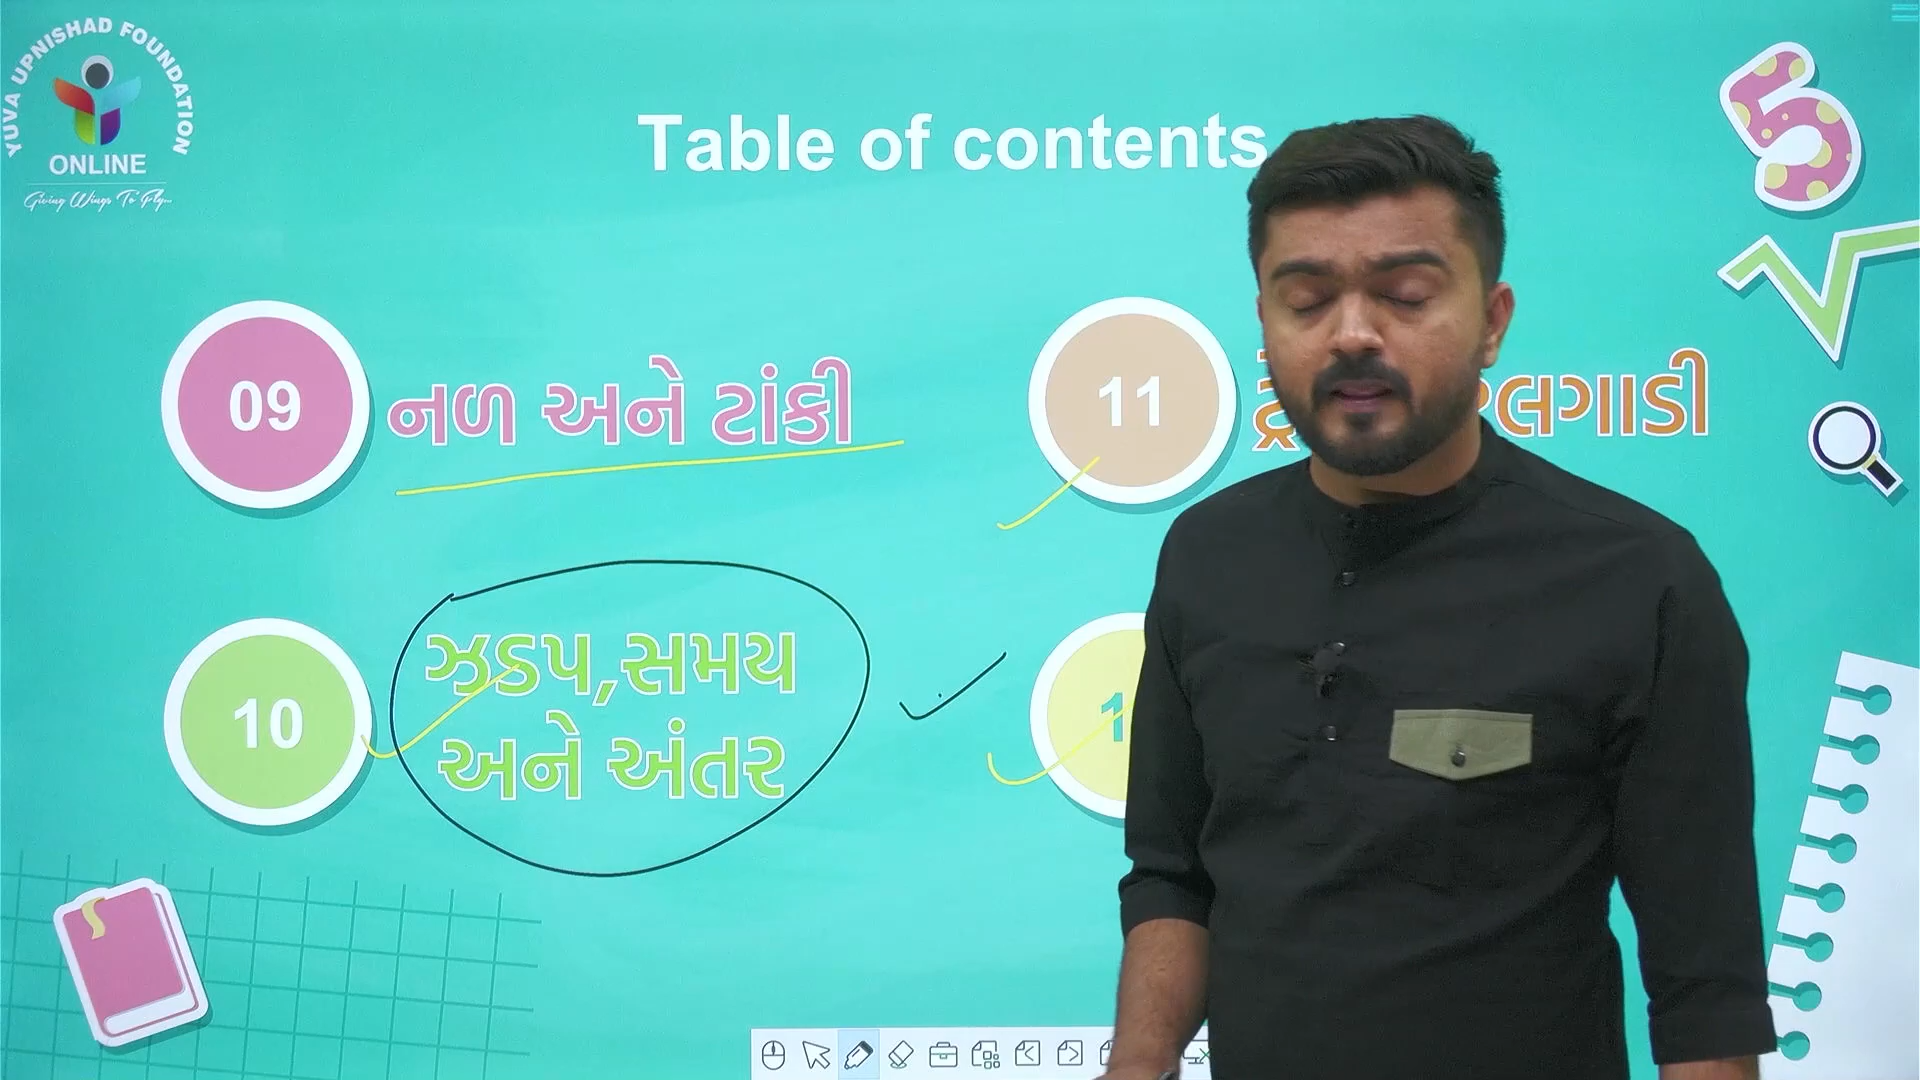 YUVA UPNISHAD FOUNDATION
ONLINE
Giving Wings To Fly...
Table of contents
5
09
નળ અને ટાંકી
11
10
ઝડપ,સમય
અને અંતર